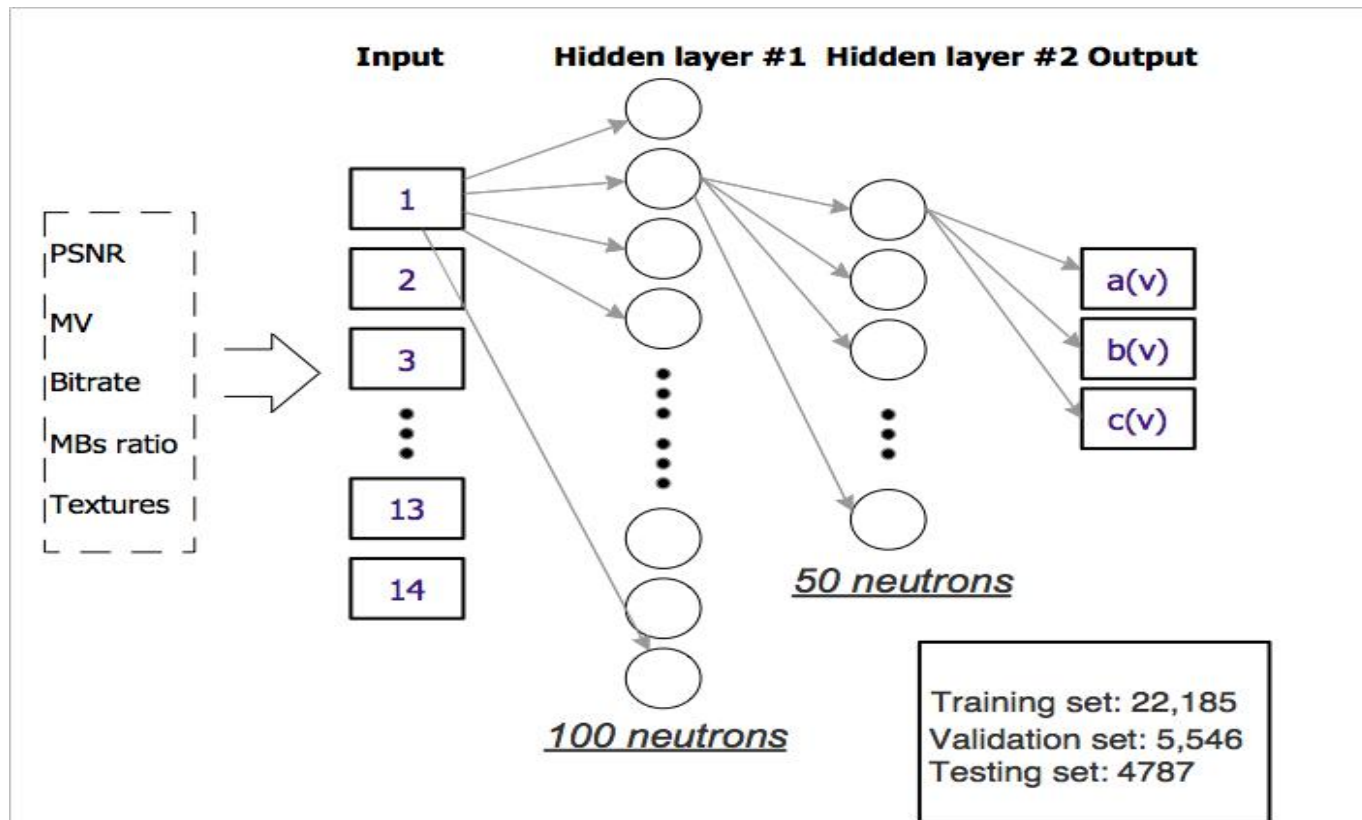 Input Hidden layer #1 Hidden layer #2 Output
PSNR
MV
Bitrate
MBs ratio
Textures
1
2
3
13
14
a(v)
b(v)
c(v)
100 neutrons
50 neutrons
Training set: 22,185
Validation set: 5,546
Testing set: 4787